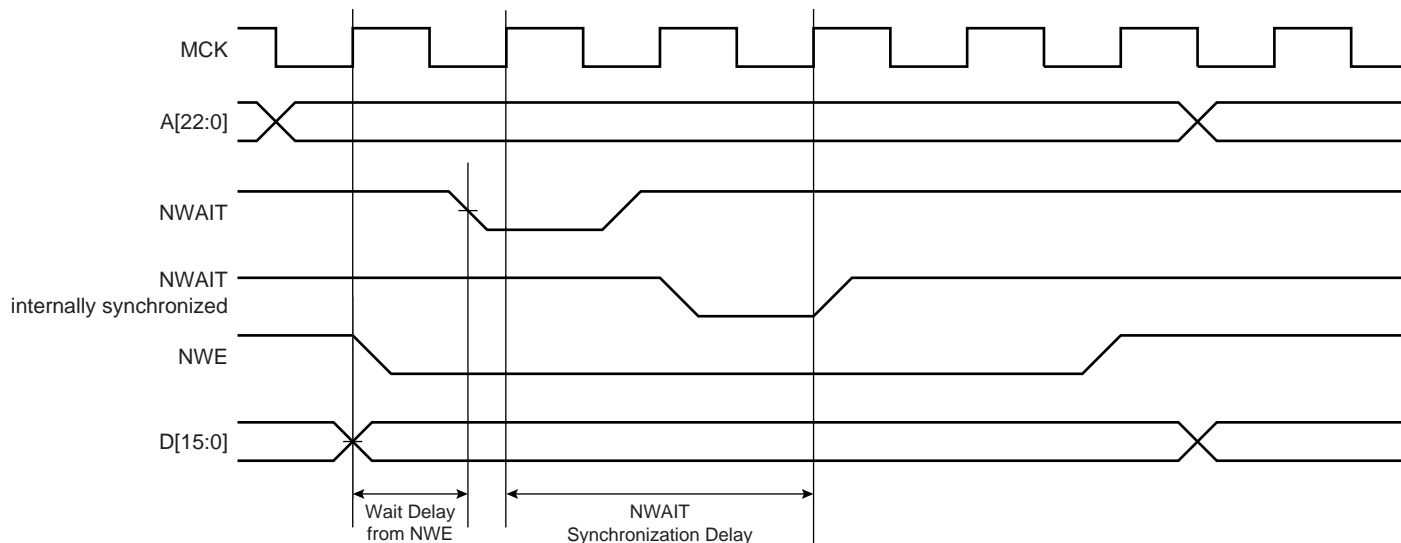 MCK
A[22:0]
NWAIT
NWAIT
internally synchronized
NWE
D[15:0]
Wait Delay
from NWE
NWAIT
Synchronization Delay